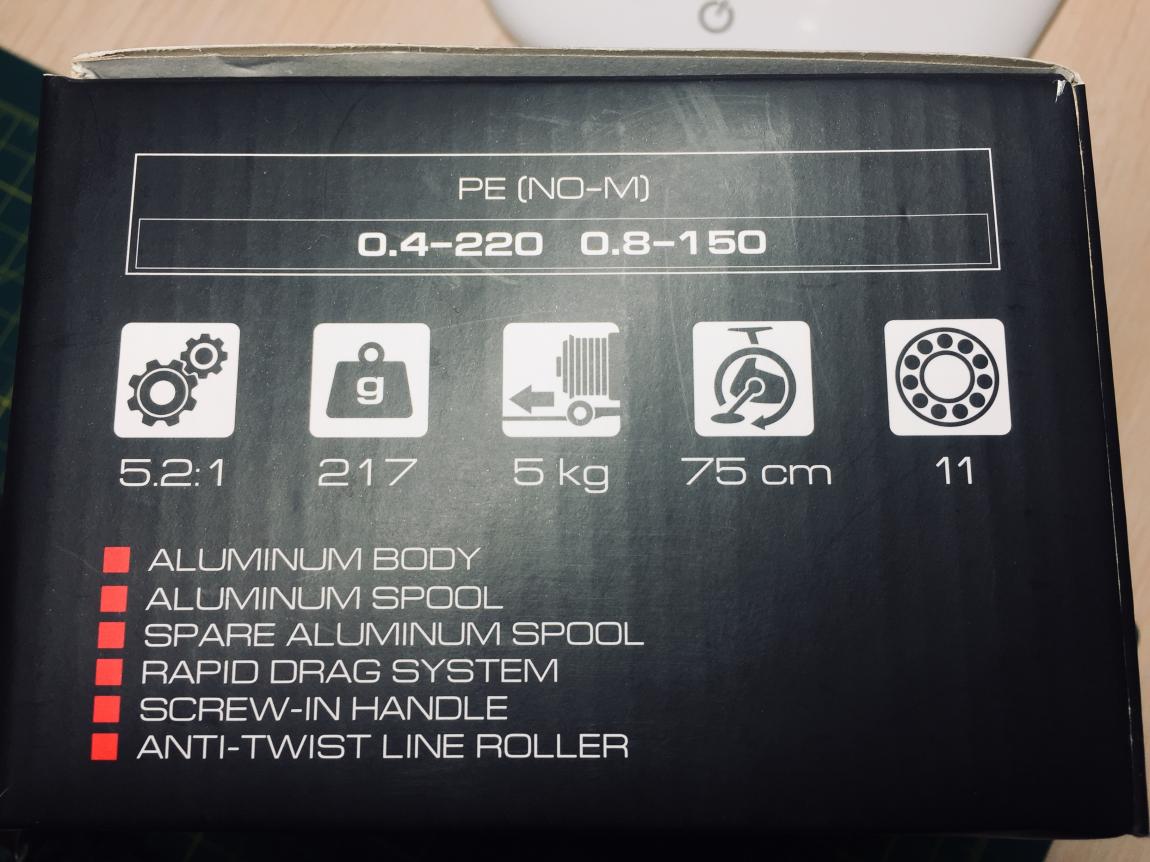 PE (NO-M)
0.4-220 0.8-150
g
5.2:1 217 5 kg 75 cm 11
ALUMINUM BODY
ALUMINUM SPOOL
SPARE ALUMINUM SPOOL
RAPID DRAG SYSTEM
SCREW-IN HANDLE
ANTI-TWIST LINE ROLLER